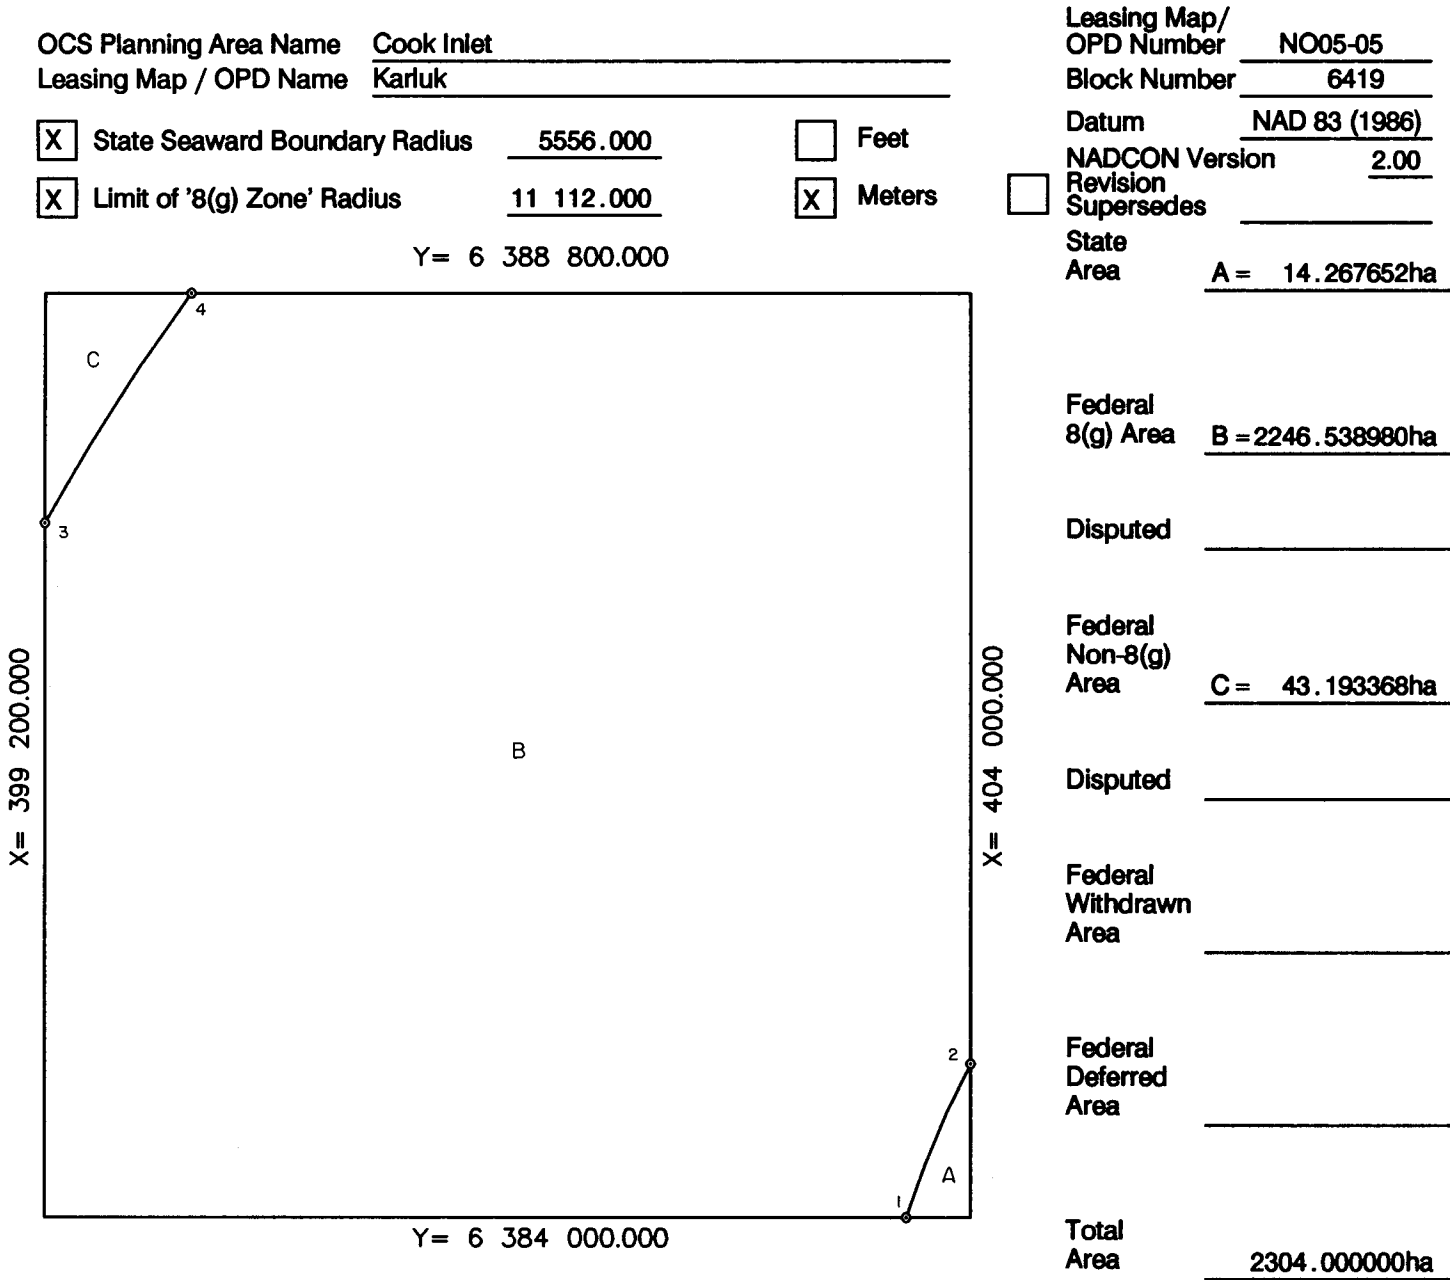 OCS Planning Area Name Cook Inlet
Leasing Map / OPD Name Karluk
X State Seaward Boundary Radius 5556.000 Feet
X Limit of '8(g) Zone' Radius 11 112.000 X Meters
Leasing Map/
OPD Number NO05-05
Block Number 6419
Datum NAD 83 (1986)
NADCON Version 2.00
Revision
Supersedes
State
Area A = 14.267652ha
Federal
8(g) Area B =2246.538980ha
Disputed
Federal
Non-8(g)
Area C = 43.193368ha
Disputed
Federal
Withdrawn
Area
Federal
Deferred
Area
Total
Area 2304.000000ha
Y= 6 388 800.000
4
C
3
X= 399 200.000
B
X= 404 000.000
2
A
1
Y= 6 384 000.000